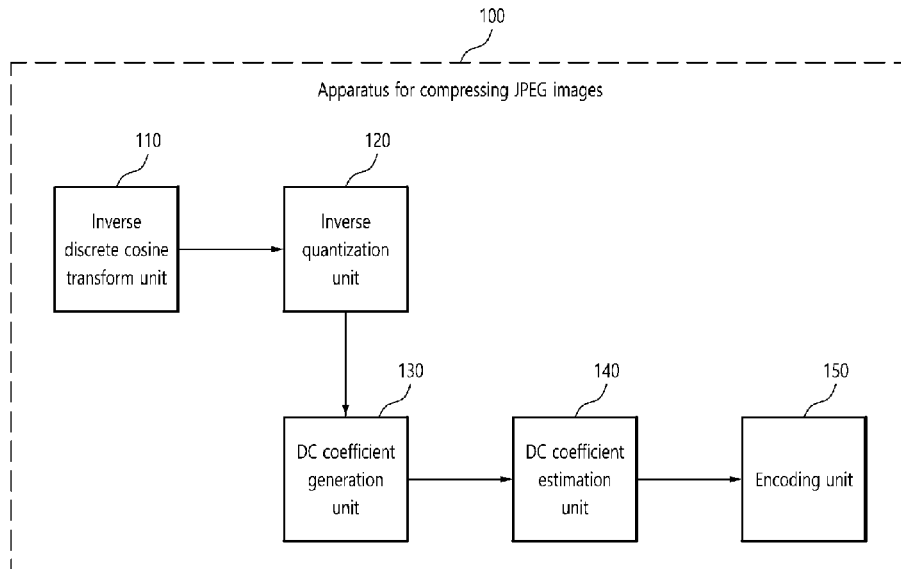 100
Apparatus for compressing JPEG images
110
120
Inverse
discrete cosine
transform unit
Inverse
quantization
unit
130
140
150
DC coefficient
generation
unit
DC coefficient
estimation
unit
Encoding unit